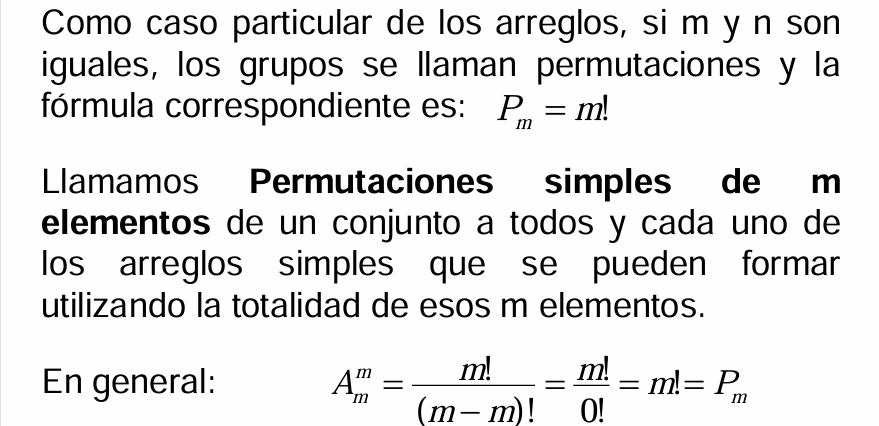 Como caso particular de los arreglos, si m y n son
iguales, los grupos se llaman permutaciones y la
fórmula correspondiente es: P_m = m!
Llamamos Permutaciones simples de m
elementos de un conjunto a todos y cada uno de
los arreglos simples que se pueden formar
utilizando la totalidad de esos m elementos.
En general: A_m^m = m!/(m − m)! = m!/0! = m! = P_m